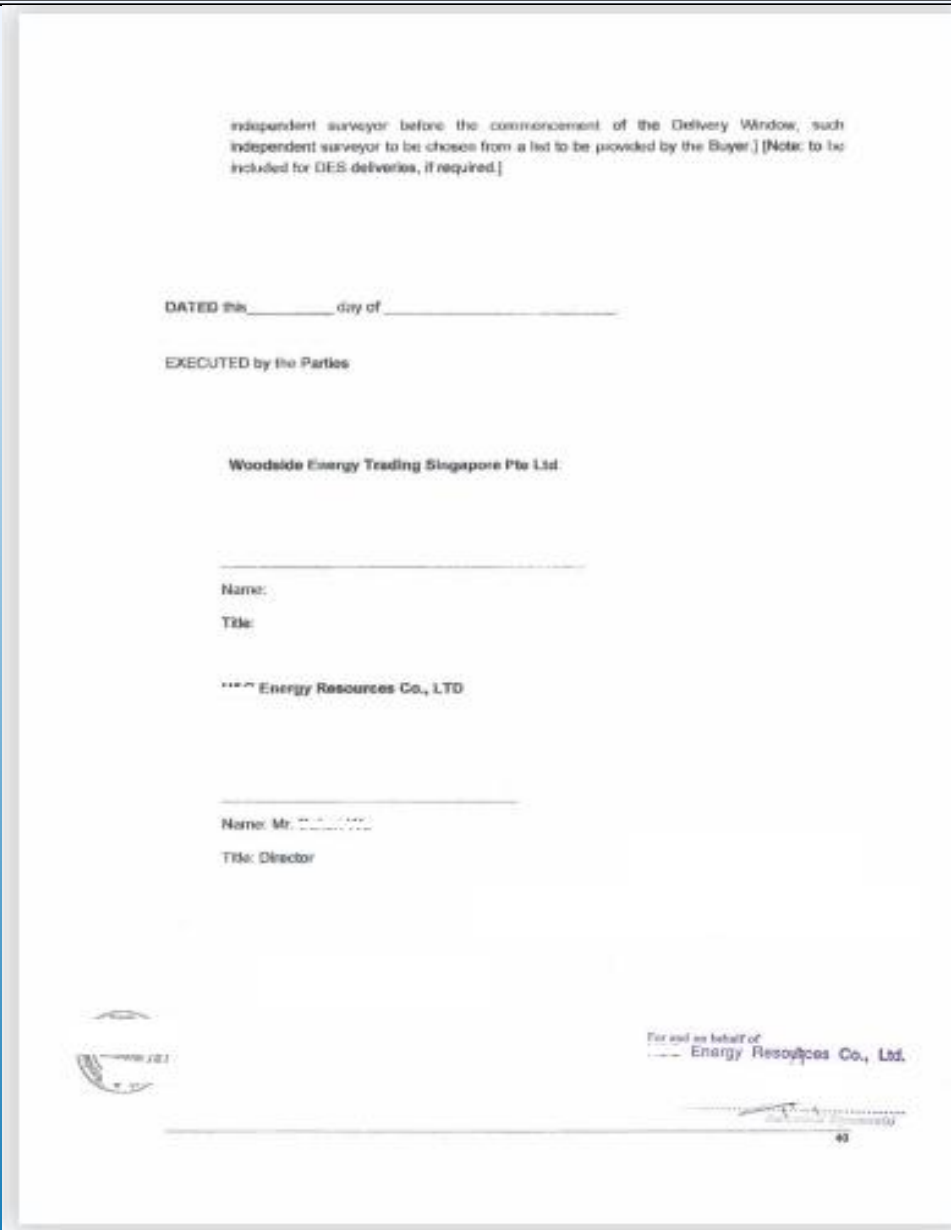 independent surveyor before the commencement of the Delivery Window, such
independent surveyor to be chosen from a list to be provided by the Buyer.] [Note: to be
included for DES deliveries, if required.]
DATED this__________ day of ____________________________
EXECUTED by the Parties
Woodside Energy Trading Singapore Pte Ltd.
Name:
Title:
Energy Resources Co., LTD
Name: Mr.
Title: Director
For and on behalf of
Energy Resources Co., Ltd.
40